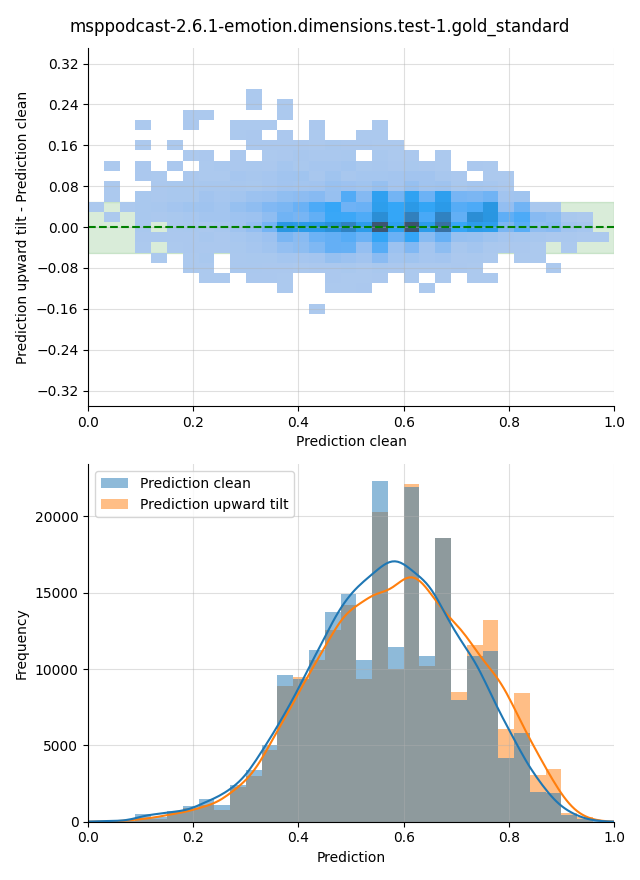 msppodcast-2.6.1-emotion.dimensions.test-1.gold_standard
0.32
0.24
0.16
0.08
0.00
−0.08
−0.16
−0.24
−0.32
Prediction upward tilt - Prediction clean
0.0 0.2 0.4 0.6 0.8 1.0
Prediction clean
Prediction clean
Prediction upward tilt
20000
15000
10000
5000
0
Frequency
0.0 0.2 0.4 0.6 0.8 1.0
Prediction